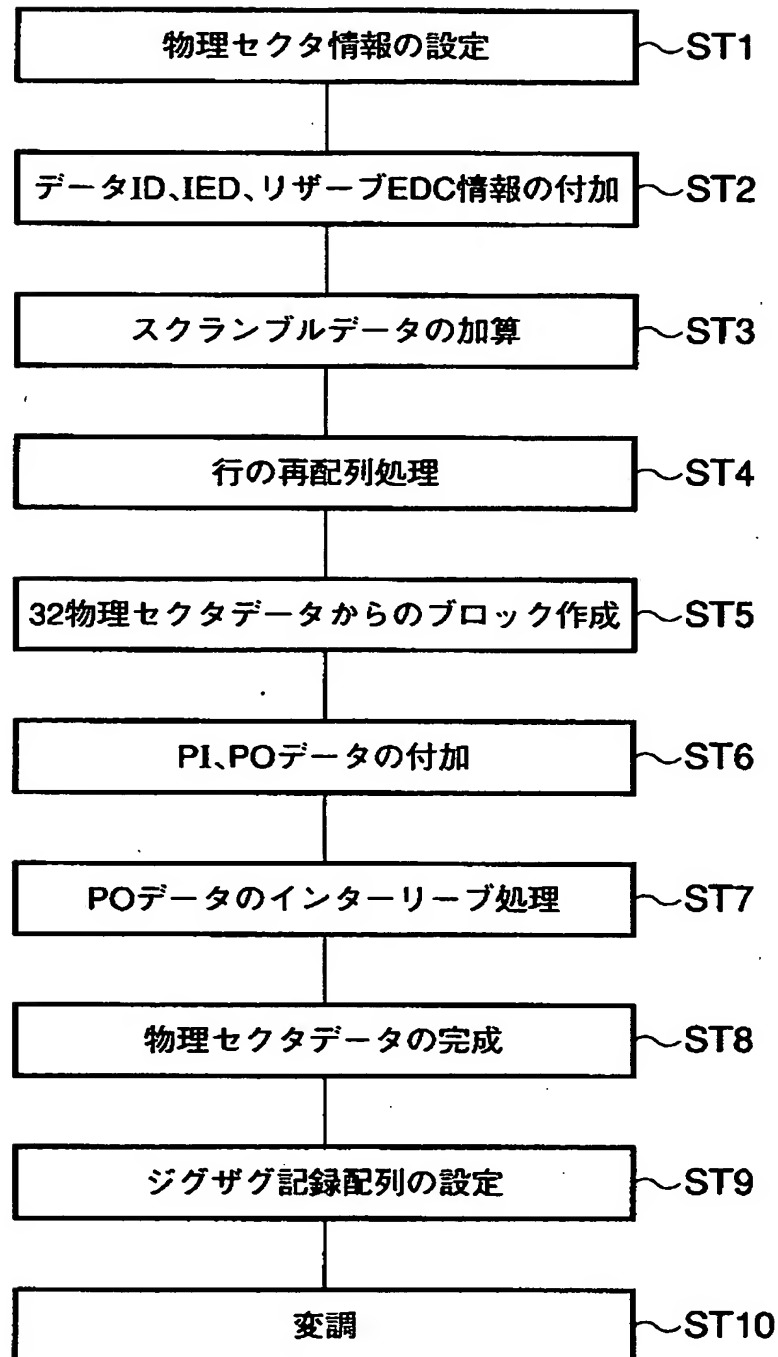 物理セクタ情報の設定 ST1
データID、IED、リザーブEDC情報の付加 ST2
スクランブルデータの加算 ST3
行の再配列処理 ST4
32物理セクタデータからのブロック作成 ST5
PI、POデータの付加 ST6
POデータのインターリーブ処理 ST7
物理セクタデータの完成 ST8
ジグザグ記録配列の設定 ST9
変調 ST10